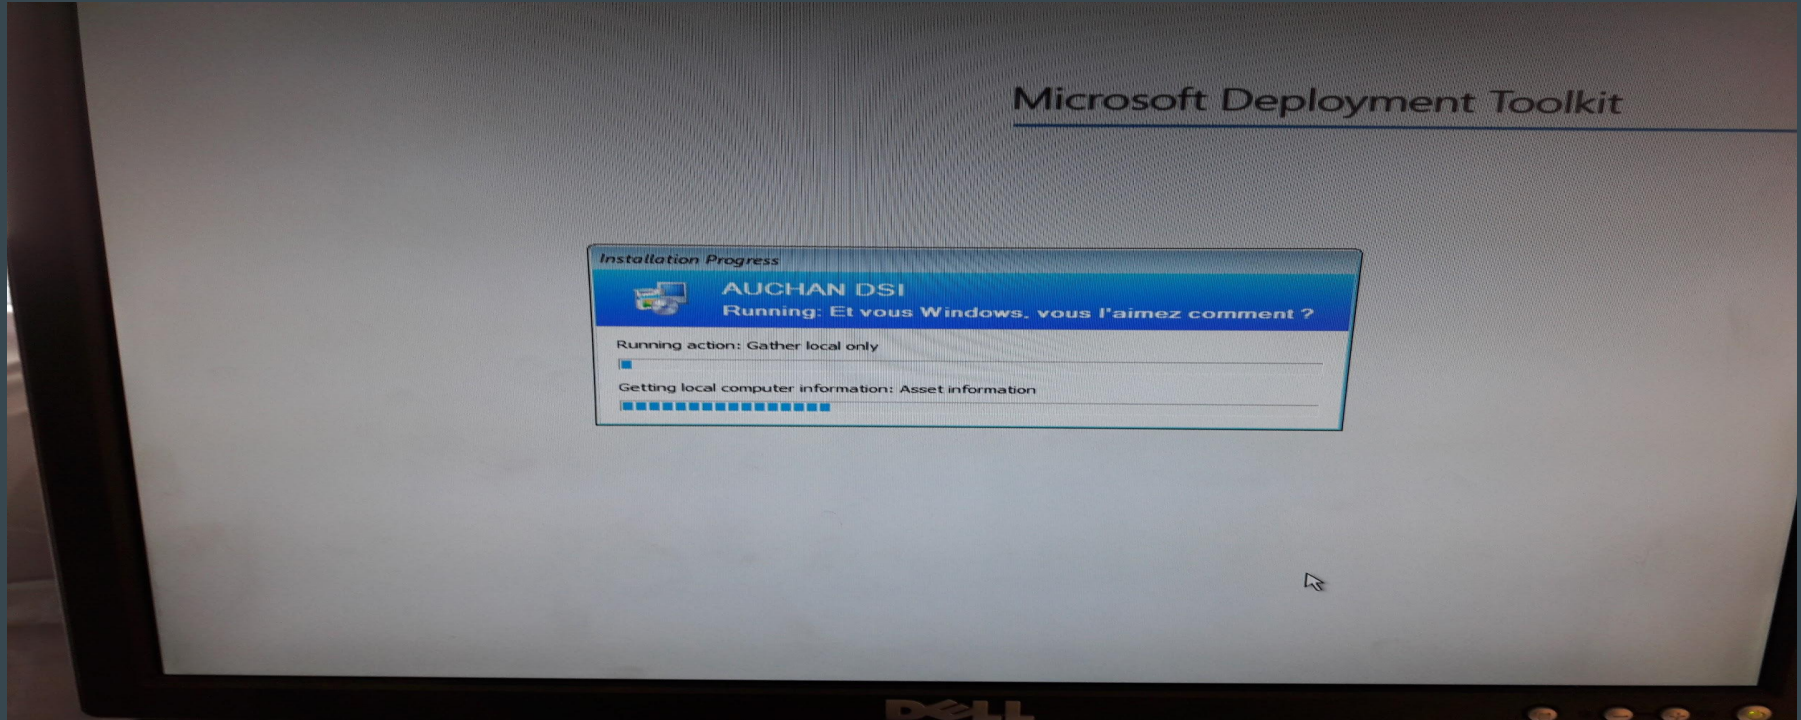 Microsoft Deployment Toolkit
Installation Progress
AUCHAN DSI
Running: Et vous Windows, vous l'aimez comment ?
Running action: Gather local only
Getting local computer information: Asset information
DELL